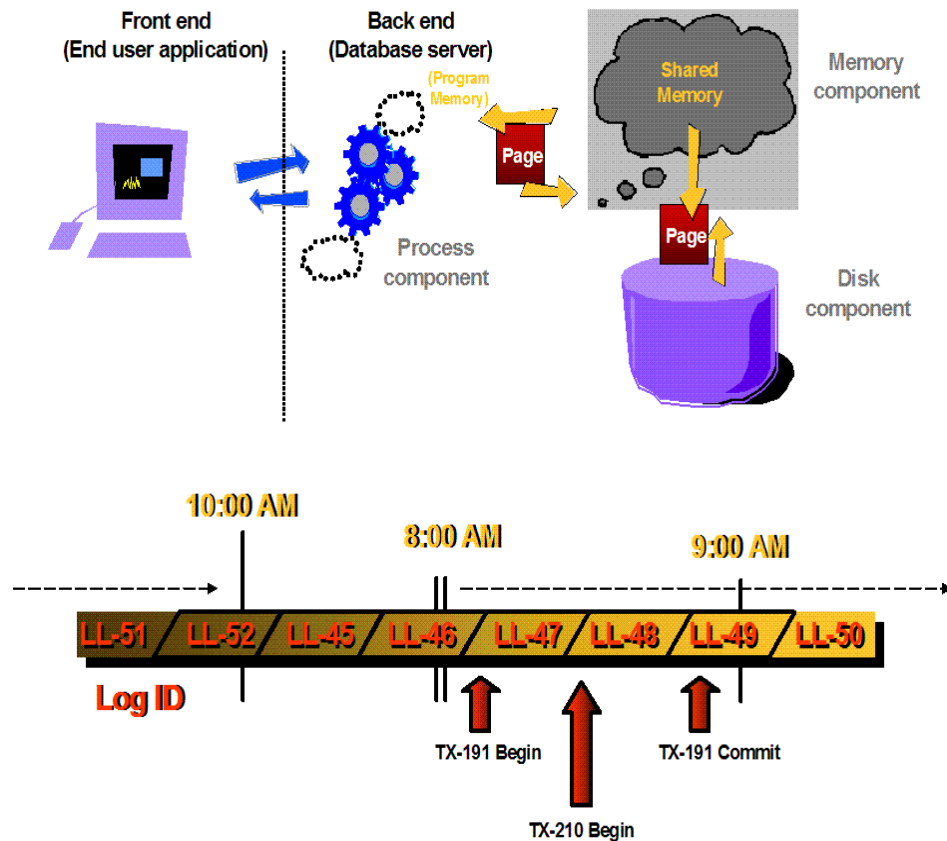 Front end
(End user application)
Back end
(Database server)
(Program
Memory)
Shared
Memory
Memory
component
Page
Page
Process
component
Disk
component
10:00 AM
8:00 AM
9:00 AM
LL-51 LL-52 LL-45 LL-46 LL-47 LL-48 LL-49 LL-50
Log ID
TX-191 Begin
TX-191 Commit
TX-210 Begin